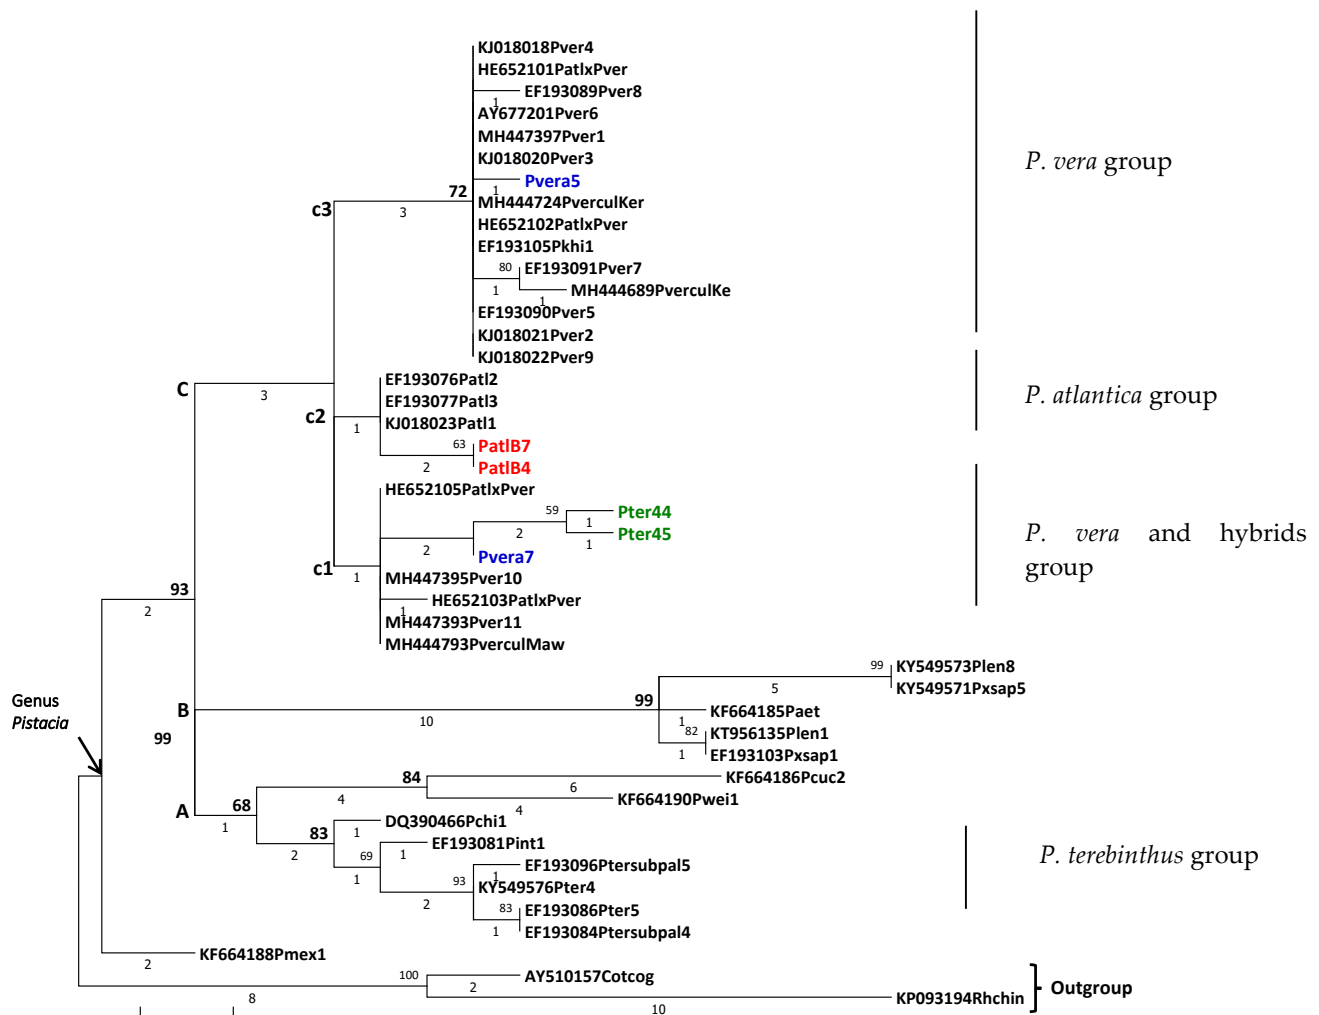 KJ018018Pver4
HE652101PatlxPver
EF193089Pver8
1
AY677201Pver6
MH447397Pver1
P. vera group
KJ018020Pver3
Pvera5
1
72
MH444724PverculKer
c3
3
HE652102PatlxPver
EF193105Pkhi1
80
EF193091Pver7
1
MH444689PverculKe
1
EF193090Pver5
KJ018021Pver2
KJ018022Pver9
EF193076Patl2
C
3
EF193077Patl3
P. atlantica group
c2
KJ018023Patl1
1
63
PatlB7
2
PatlB4
HE652105PatlxPver
59
Pter44
1
2
Pter45
1
P. vera and hybrids
group
2
Pvera7
c1
1
MH447395Pver10
93
2
HE652103PatlxPver
1
MH447393Pver11
MH444793PverculMaw
99
KY549573Plen8
5
KY549571Pxsap5
Genus
Pistacia
B
10
99
KF664185Paet
1
99
82
KT956135Plen1
1
EF193103Pxsap1
84
KF664186Pcuc2
6
4
KF664190Pwei1
4
A
68
1
DQ390466Pchi1
83
1
EF193081Pint1
2
69
1
1
P. terebinthus group
EF193096Ptersubpal5
1
93
KY549576Pter4
2
83
EF193086Pter5
1
EF193084Ptersubpal4
KF664188Pmex1
2
100
AY510157Cotcog
2
8
KP093194Rhchin
10
Outgroup